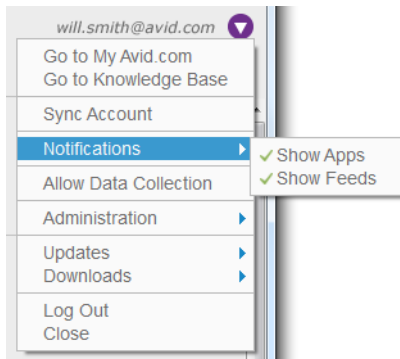 will.smith@avid.com
Go to My Avid.com
Go to Knowledge Base
Sync Account
Notifications
Show Apps
Show Feeds
Allow Data Collection
Administration
Updates
Downloads
Log Out
Close